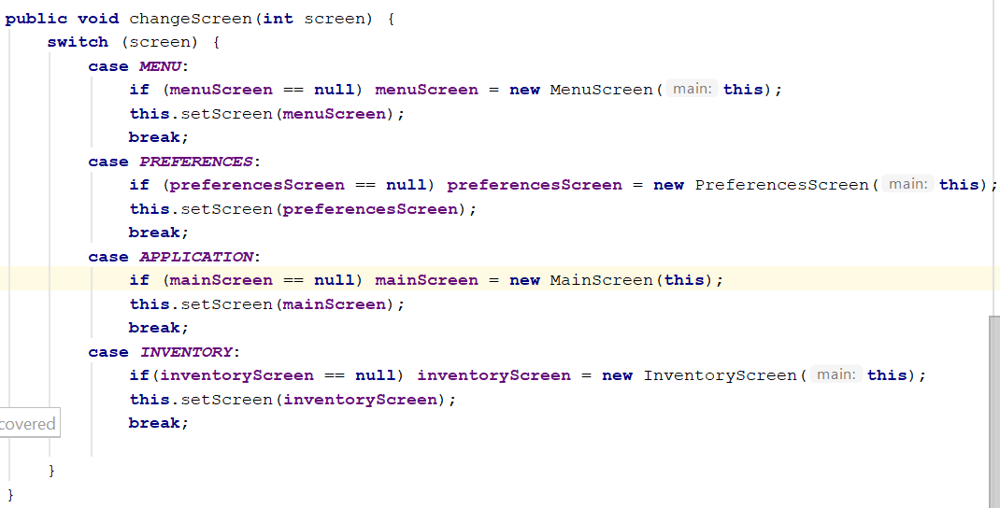 public void changeScreen(int screen) {
switch (screen) {
case MENU:
if (menuScreen == null) menuScreen = new MenuScreen( main: this);
this.setScreen(menuScreen);
break;
case PREFERENCES:
if (preferencesScreen == null) preferencesScreen = new PreferencesScreen( main: this);
this.setScreen(preferencesScreen);
break;
case APPLICATION:
if (mainScreen == null) mainScreen = new MainScreen(this);
this.setScreen(mainScreen);
break;
case INVENTORY:
if(inventoryScreen == null) inventoryScreen = new InventoryScreen( main: this);
this.setScreen(inventoryScreen);
covered
break;
}
}